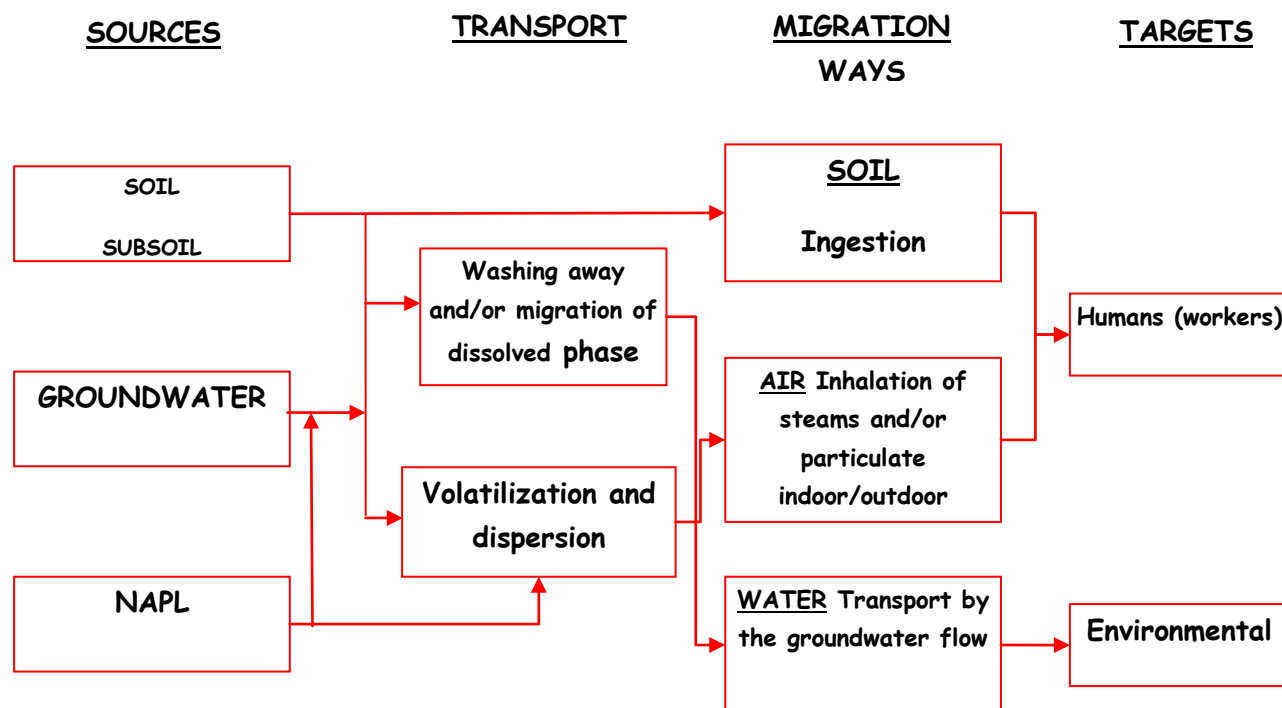 SOURCES
TRANSPORT
MIGRATION
WAYS
TARGETS
SOIL
SUBSOIL
GROUNDWATER
NAPL
Washing away
and/or migration of
dissolved phase
Volatilization and
dispersion
SOIL
Ingestion
AIR Inhalation of
steams and/or
particulate
indoor/outdoor
WATER Transport by
the groundwater flow
Humans (workers)
Environmental